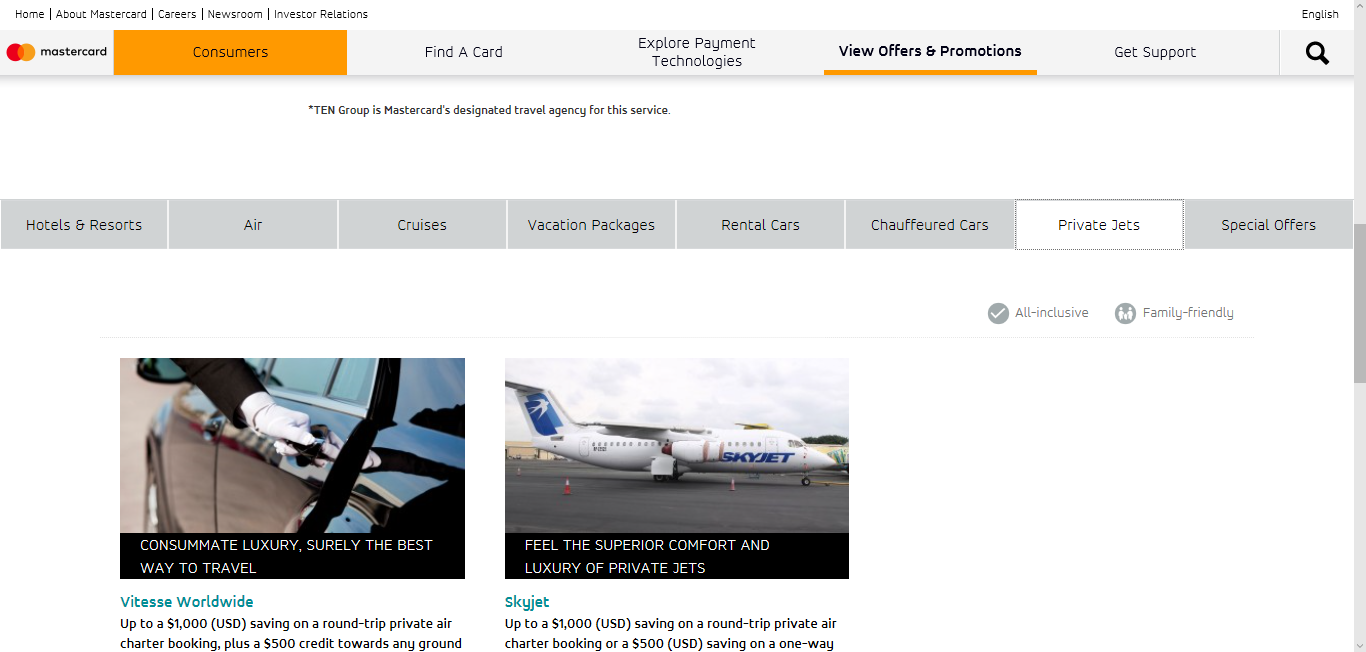 Home | About Mastercard | Careers | Newsroom | Investor Relations
English
mastercard
Consumers
Find A Card
Explore Payment
Technologies
View Offers & Promotions
Get Support
*TEN Group is Mastercard's designated travel agency for this service.
Hotels & Resorts
Air
Cruises
Vacation Packages
Rental Cars
Chauffeured Cars
Private Jets
Special Offers
All-inclusive
Family-friendly
SKYJET
CONSUMMATE LUXURY, SURELY THE BEST
WAY TO TRAVEL
FEEL THE SUPERIOR COMFORT AND
LUXURY OF PRIVATE JETS
Vitesse Worldwide
Up to a $1,000 (USD) saving on a round-trip private air
charter booking, plus a $500 credit towards any ground
Skyjet
Up to a $1,000 (USD) saving on a round-trip private air
charter booking or a $500 (USD) saving on a one-way